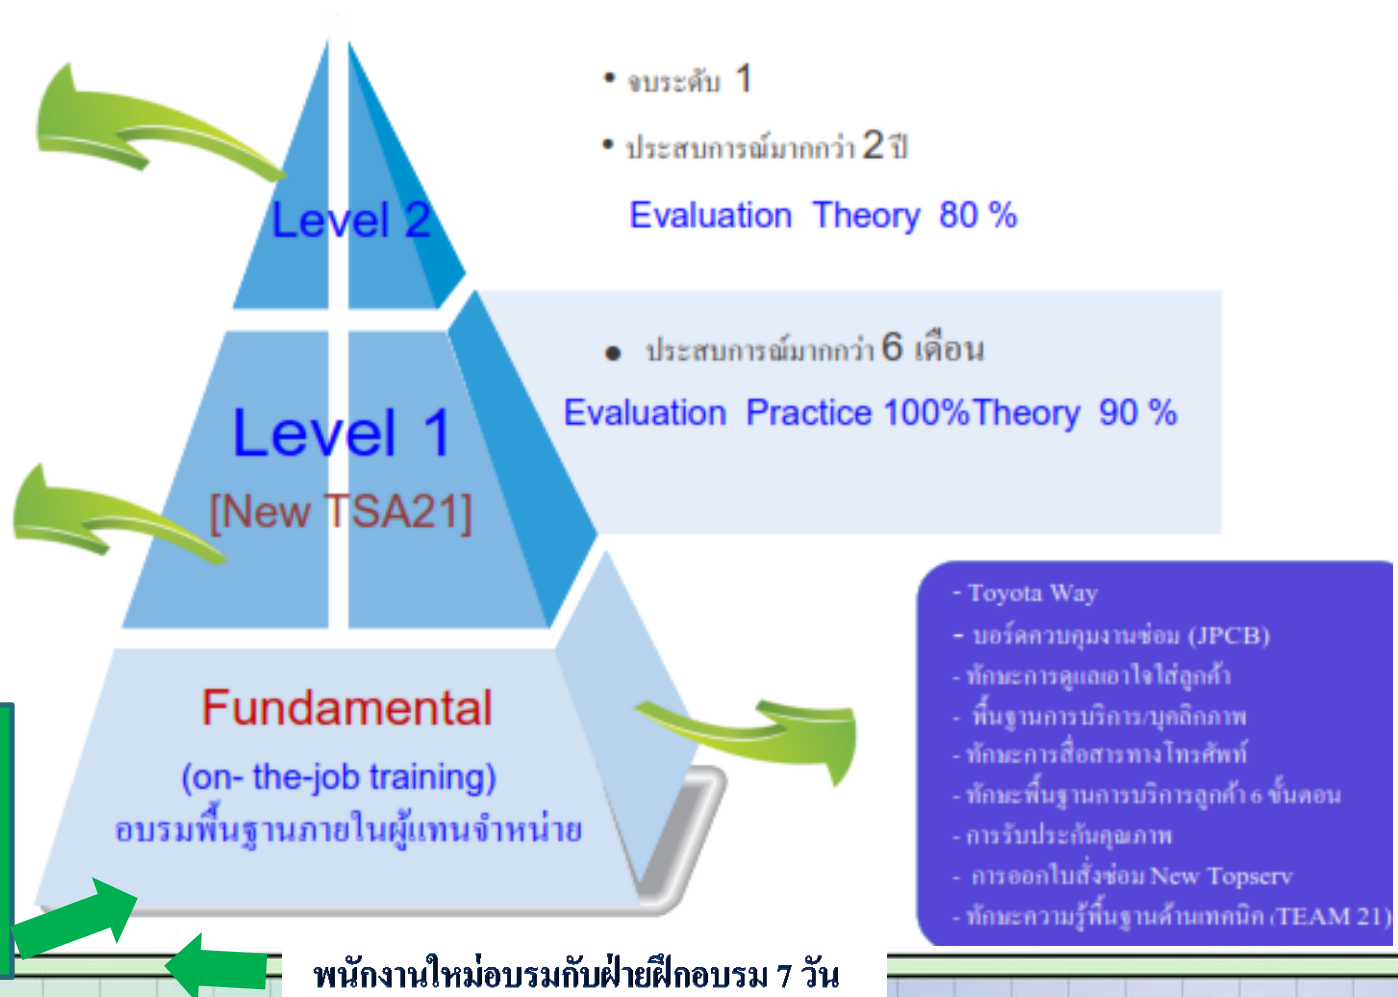 • จบระดับ 1
• ประสบการณ์มากกว่า 2 ปี
Evaluation Theory 80 %
Level 2
• ประสบการณ์มากกว่า 6 เดือน
Evaluation Practice 100%Theory 90 %
Level 1
[New TSA21]
- Toyota Way
- บอร์ดควบคุมงานซ่อม (JPCB)
- ทักษะการดูแลเอาใจใส่ลูกค้า
- พื้นฐานการบริการ/บุคลิกภาพ
- ทักษะการสื่อสารทางโทรศัพท์
- ทักษะพื้นฐานการบริการลูกค้า 6 ขั้นตอน
- การรับประกันคุณภาพ
- การออกใบสั่งซ่อม New Topserv
- ทักษะความรู้พื้นฐานด้านเทคนิค (TEAM 21)
Fundamental
(on- the-job training)
อบรมพื้นฐานภายในผู้แทนจำหน่าย
พนักงานใหม่อบรมกับฝ่ายฝึกอบรม 7 วัน